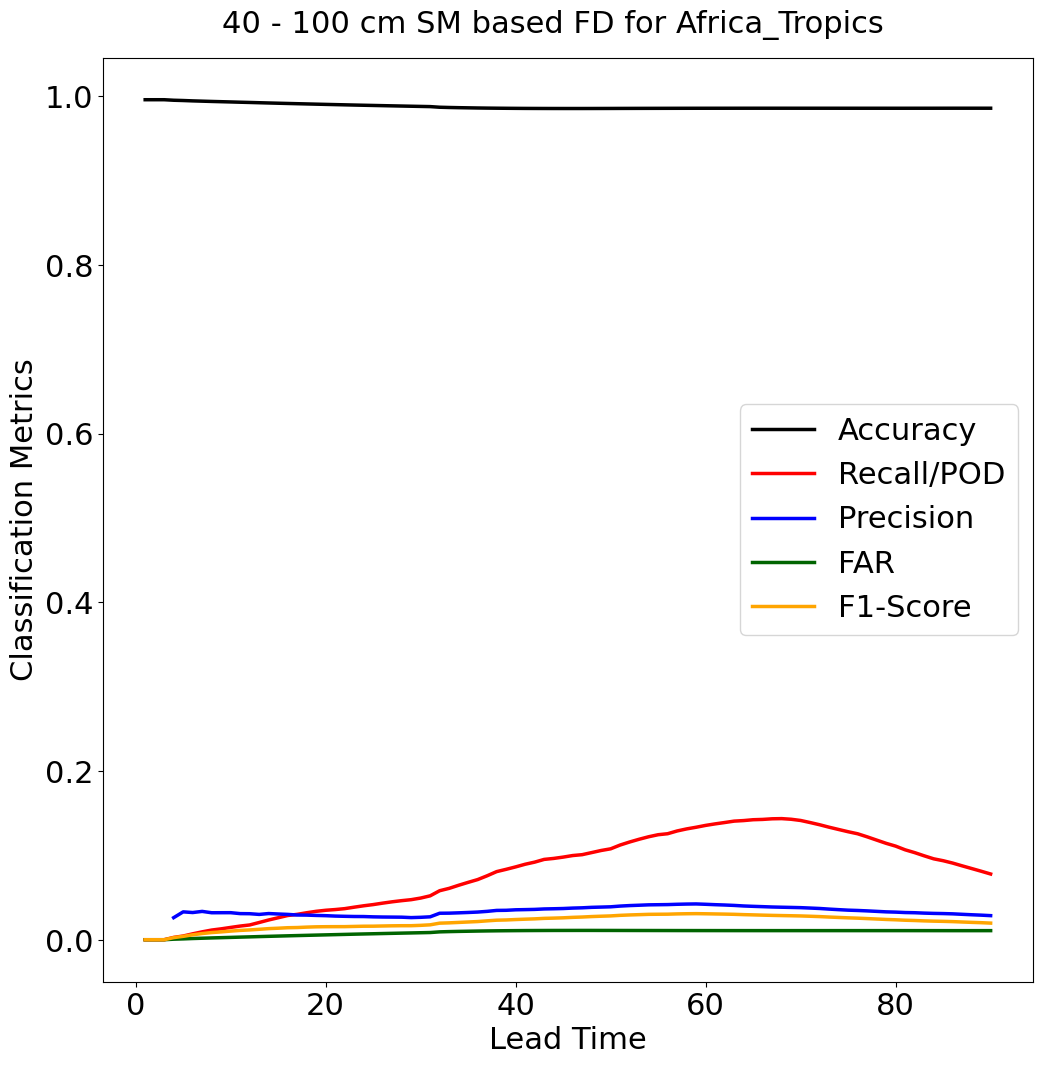 40 - 100 cm SM based FD for Africa_Tropics
1.0
0.8
0.6
0.4
0.2
0.0
Classification Metrics
Accuracy
Recall/POD
Precision
FAR
F1-Score
0 20 40 60 80
Lead Time